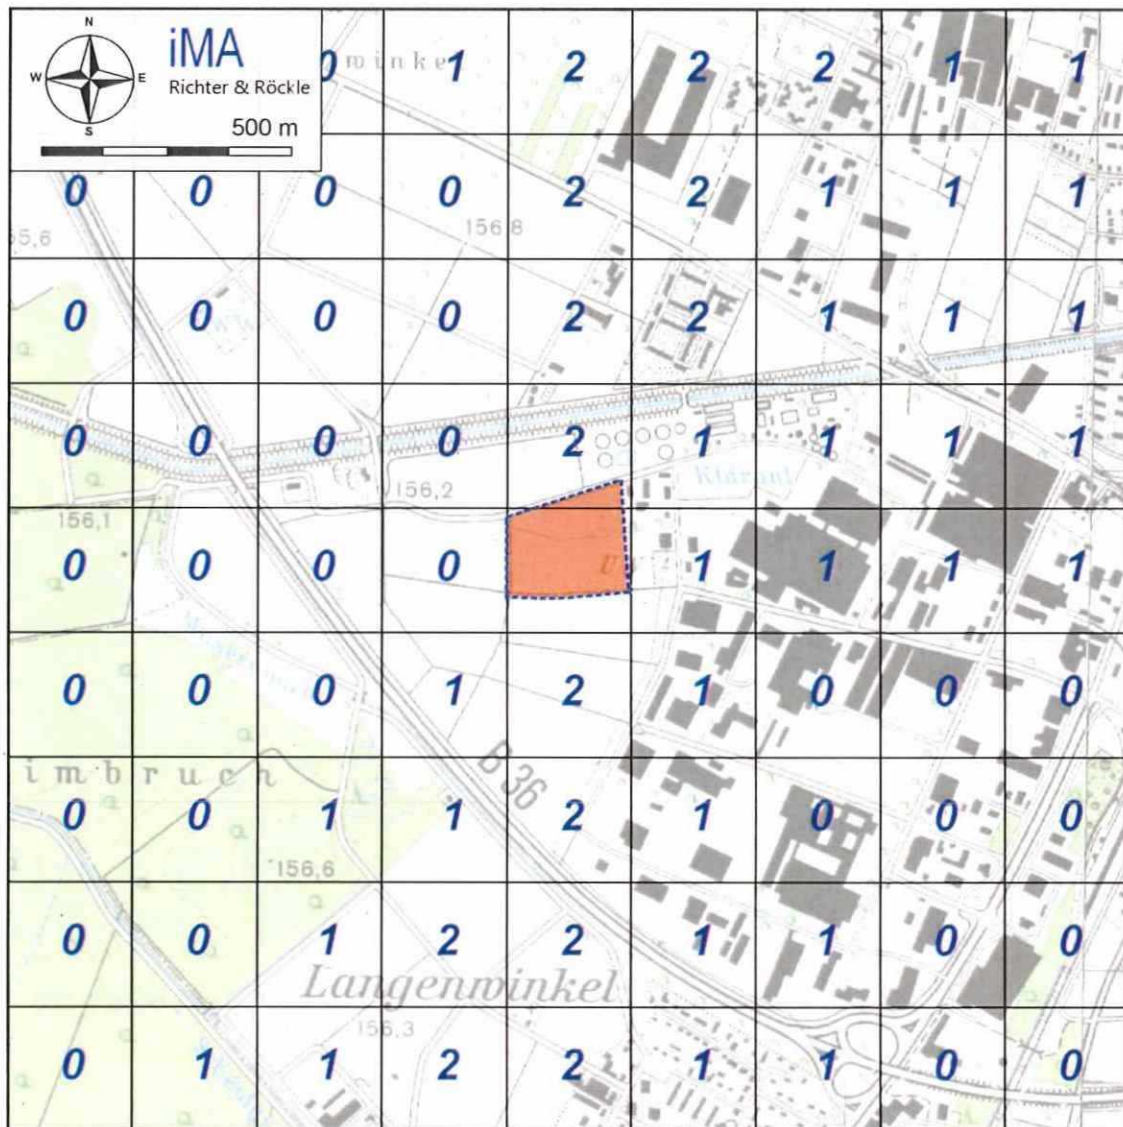 N
W E
S
iMA
Richter & Röckle
500 m
winke
0 1 2 2 2 1 1
0 0 0 0 2 2 1 1 1
156,8
0 0 0 0 2 2 1 1 1
0 0 0 0 2 1 1 1 1
156,2
156,1
0 0 0 0 1 1 1 1
0 0 0 1 2 1 0 0 0
B 36
imbruch
0 0 1 1 2 1 0 0 0
156,6
0 0 1 2 2 1 1 0 0
Langenwinkel
156,3
0 1 1 2 2 1 1 0 0